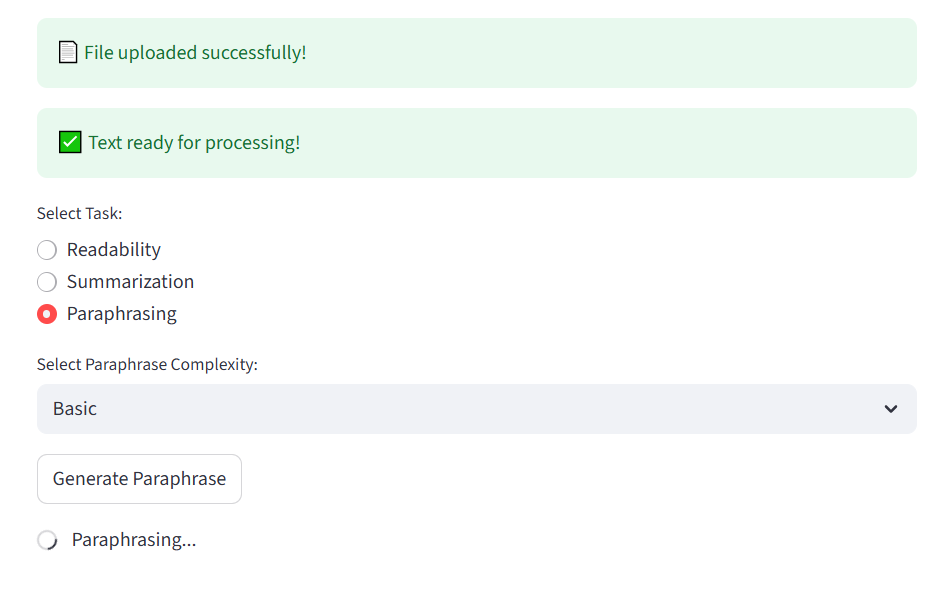 File uploaded successfully!
Text ready for processing!
Select Task:
Readability
Summarization
Paraphrasing
Select Paraphrase Complexity:
Basic
Generate Paraphrase
Paraphrasing...